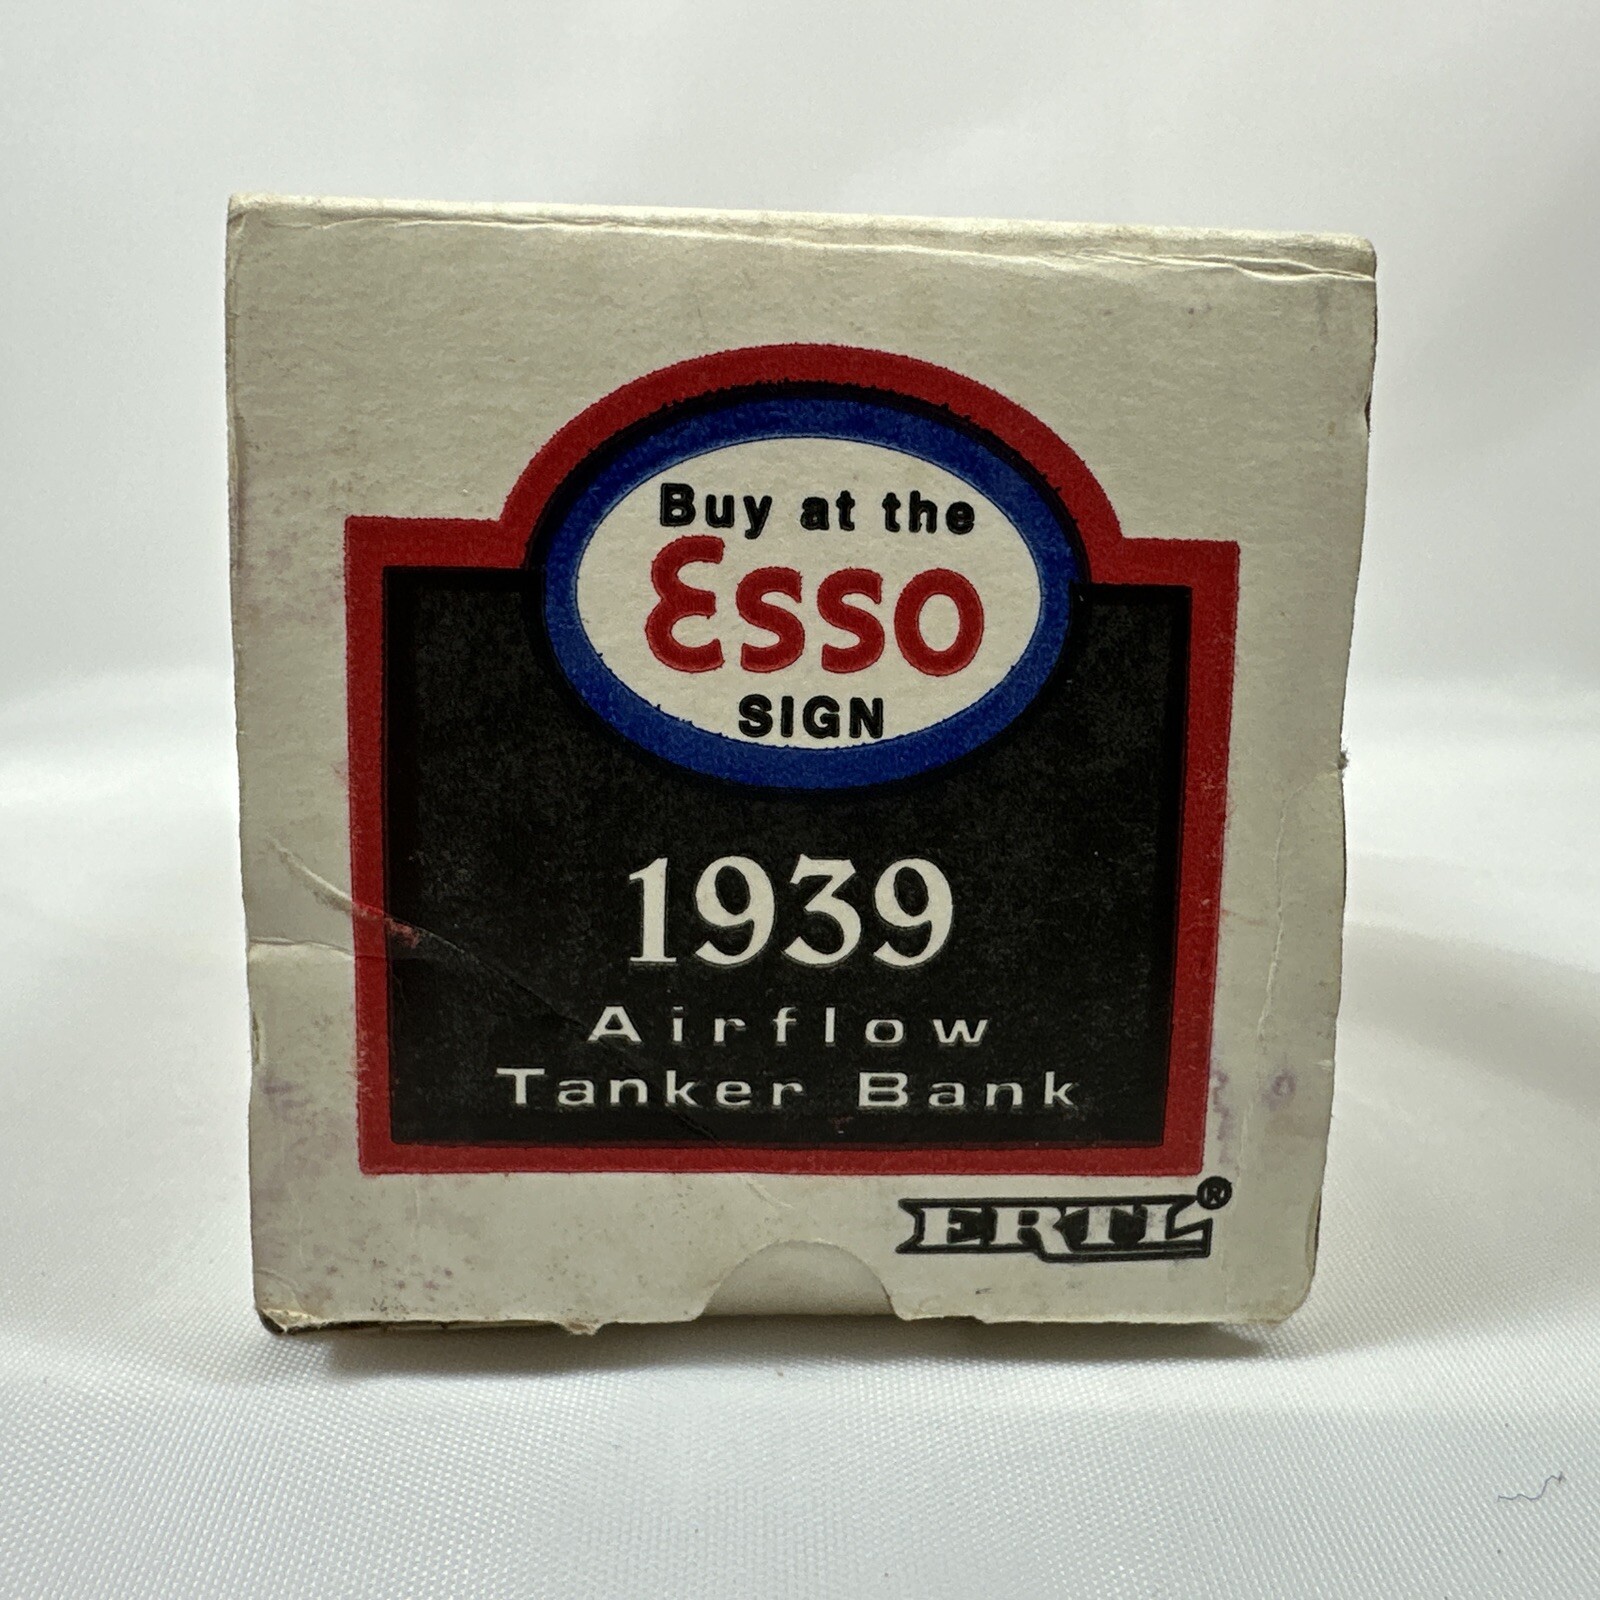 Buy at the
Esso
SIGN
1939
Airflow
Tanker Bank
ERTL®